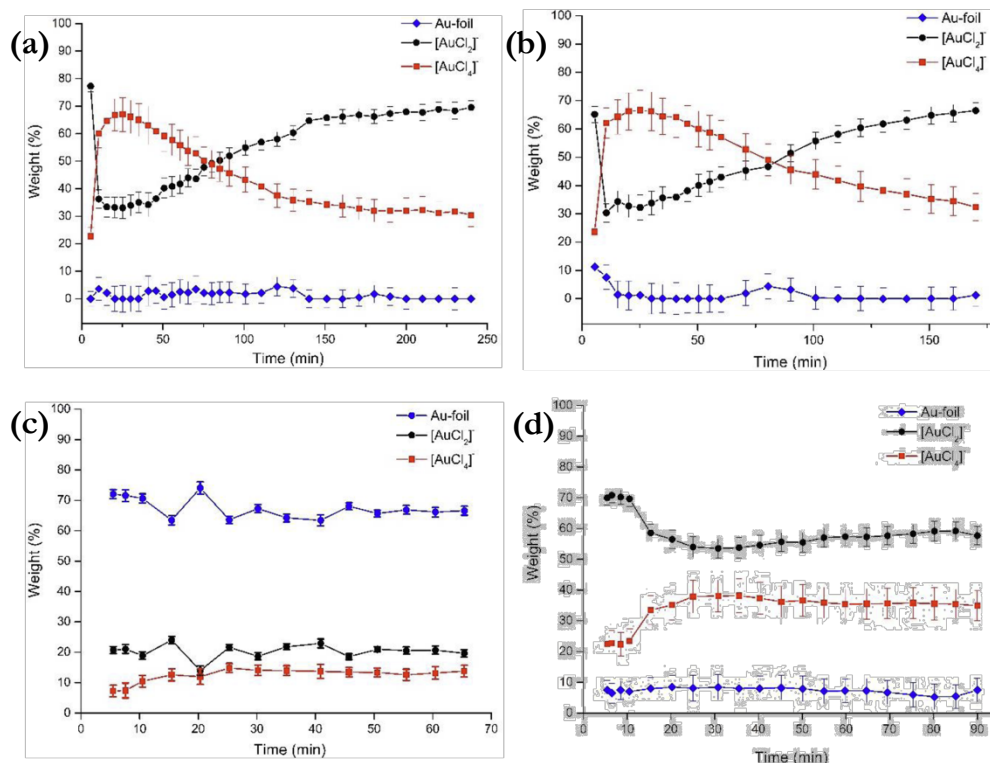 (a)
Au-foil
[AuCl₂]⁻
[AuCl₄]⁻
100
90
80
70
60
50
40
30
20
10
0
Weight (%)
0 50 100 150 200 250
Time (min)
(b)
Au-foil
[AuCl₂]⁻
[AuCl₄]⁻
100
90
80
70
60
50
40
30
20
10
0
Weight (%)
0 50 100 150
Time (min)
(c)
Au-foil
[AuCl₂]⁻
[AuCl₄]⁻
100
90
80
70
60
50
40
30
20
10
0
Weight (%)
0 10 20 30 40 50 60 70
Time (min)
(d)
Au-foil
[AuCl₂]⁻
[AuCl₄]⁻
100
90
80
70
60
50
40
30
20
10
0
Weight (%)
0 10 20 30 40 50 60 70 80 90
Time (min)